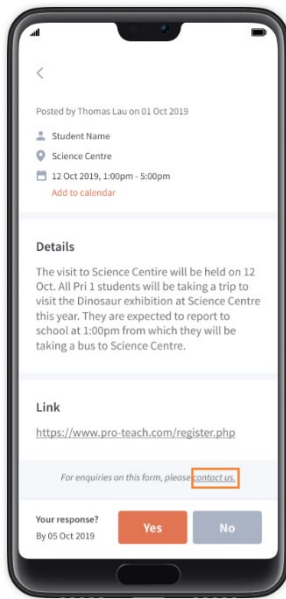 Posted by Thomas Lau on 01 Oct 2019
Student Name
Science Centre
12 Oct 2019, 1:00pm - 5:00pm
Add to calendar
Details
The visit to Science Centire will be held on 12
Oct. All Pri 1 students will be taking a trip to
visit the Dinosaur exhibition at Science Centre
this year. They are expected to report to
school at 1:00pm from which they will be
taking a bus to Science Centre.
Link
https://www.pro-teach.com/register.php
For enquiries on this form, please contact us.
Your response?
By 05 Oct 2019
Yes
No